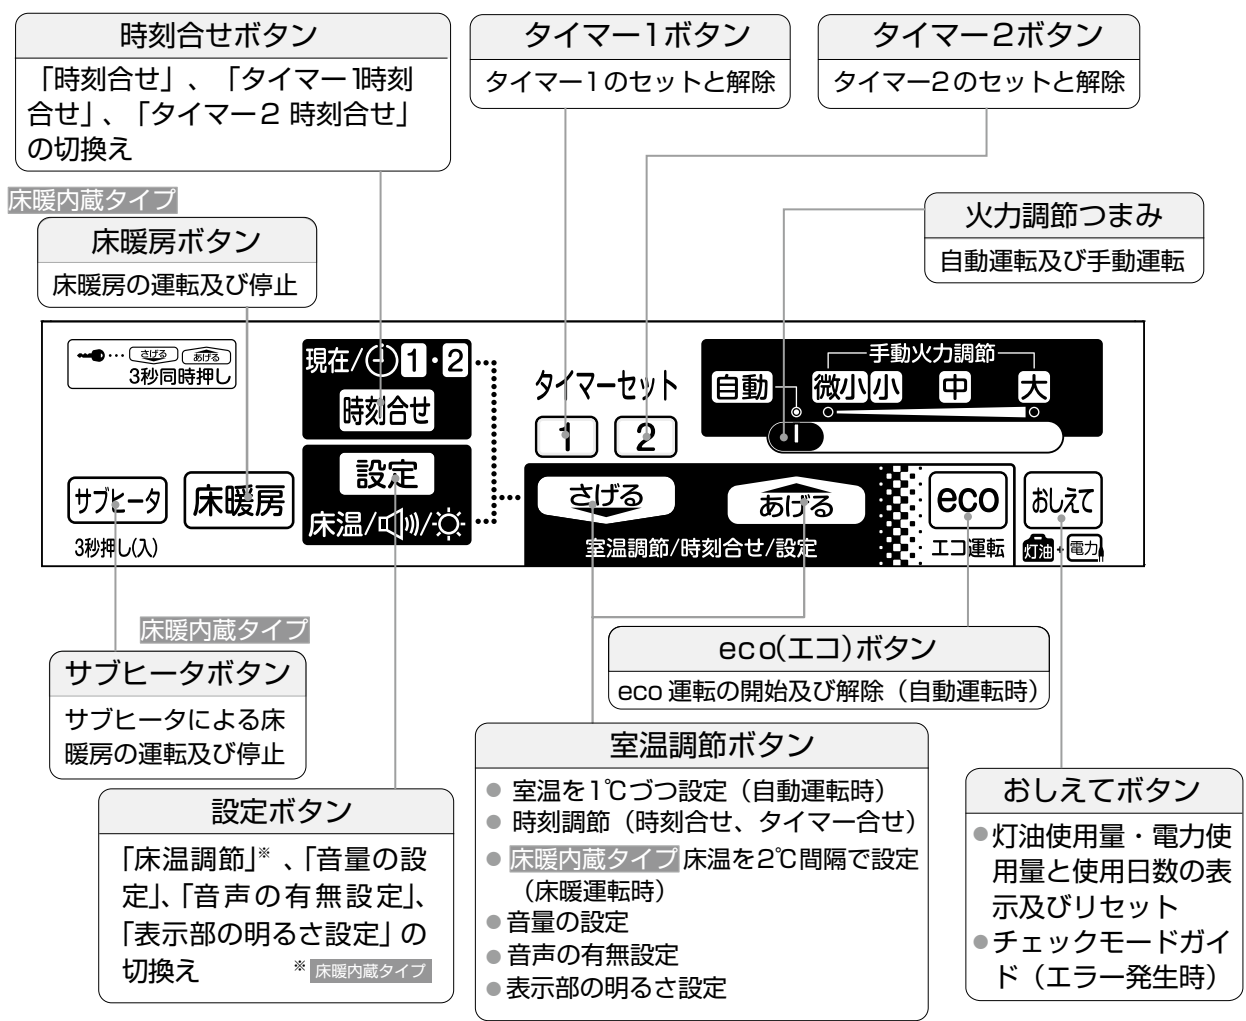 時刻合せボタン
「時刻合せ」、「タイマー1時刻
合せ」、「タイマー2 時刻合せ」
の切換え
タイマー1ボタン
タイマー1のセットと解除
タイマー2ボタン
タイマー2のセットと解除
床暖内蔵タイプ
床暖房ボタン
床暖房の運転及び停止
火力調節つまみ
自動運転及び手動運転
… さげる あげる
3秒同時押し
現在/ 1・2
時刻合せ
タイマーセット
1 2
手動火力調節
自動 微小 小 中 大
サブヒータ
3秒押し(入)
床暖房
設定
床温/ /
さげる
あげる
室温調節/時刻合せ/設定
eco
エコ運転
おしえて
灯油・電力
床暖内蔵タイプ
サブヒータボタン
サブヒータによる床
暖房の運転及び停止
eco(エコ)ボタン
eco 運転の開始及び解除（自動運転時）
設定ボタン
「床温調節」※ 、「音量の設
定」、「音声の有無設定」、
「表示部の明るさ設定」の
切換え ※ 床暖内蔵タイプ
室温調節ボタン
● 室温を1℃づつ設定（自動運転時）
● 時刻調節（時刻合せ、タイマー合せ）
● 床暖内蔵タイプ 床温を2℃間隔で設定
（床暖運転時）
● 音量の設定
● 音声の有無設定
● 表示部の明るさ設定
おしえてボタン
● 灯油使用量・電力使
用量と使用日数の表
示及びリセット
● チェックモードガイ
ド（エラー発生時）